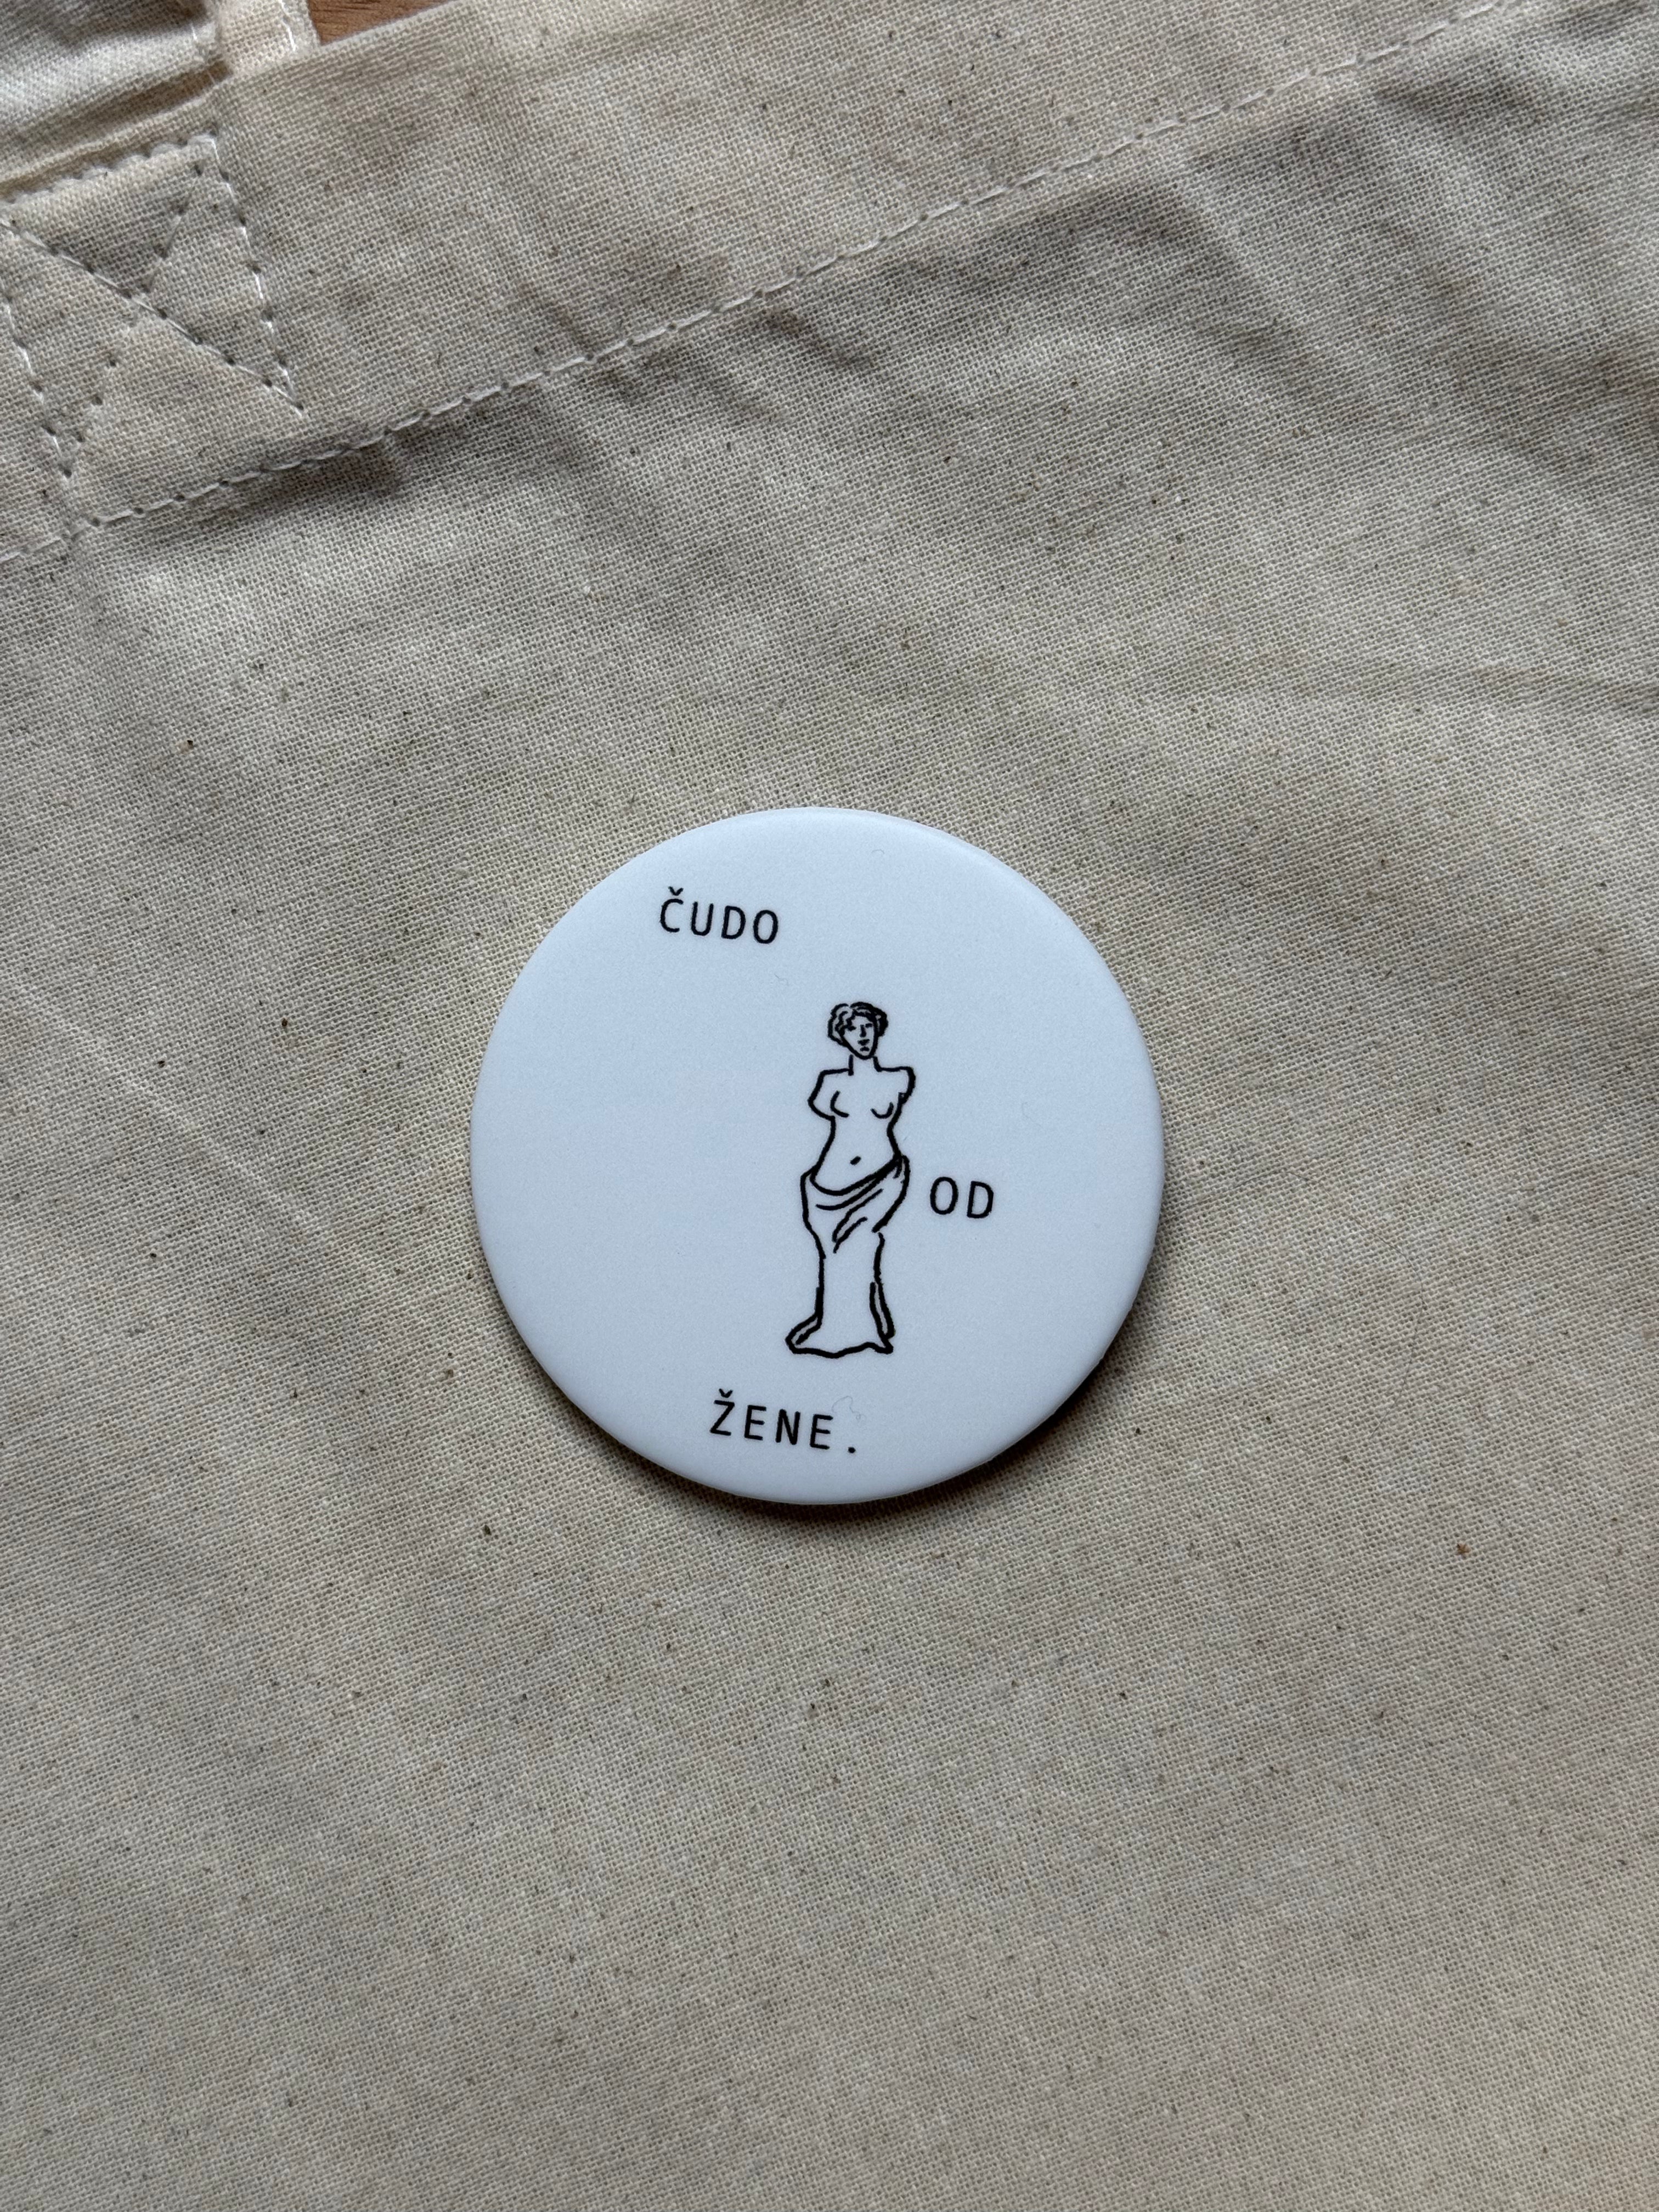 ČUDO
OD
ŽENE.